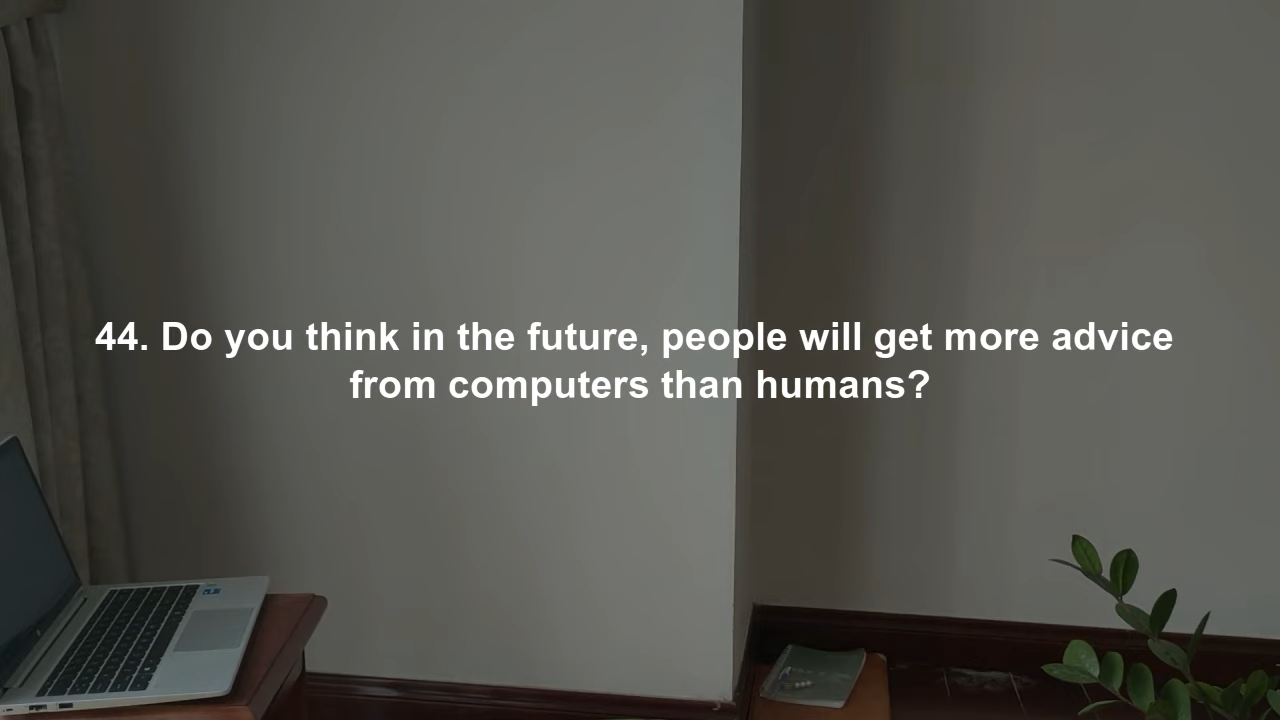 44. Do you think in the future, people will get more advice
from computers than humans?